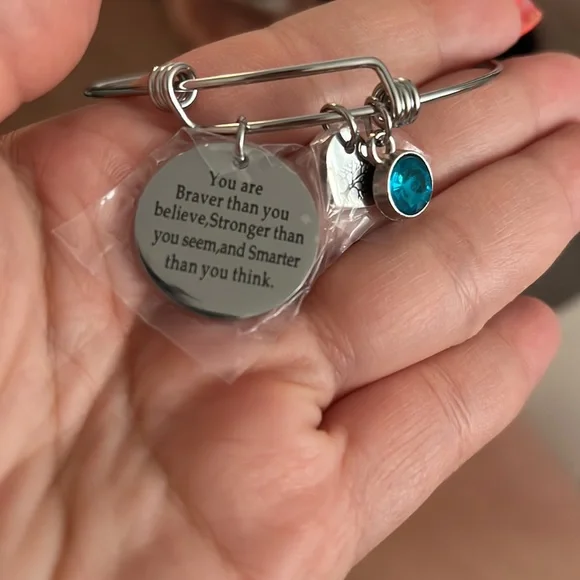 You are
Braver than you
believe,Stronger than
you seem,and Smarter
than you think.